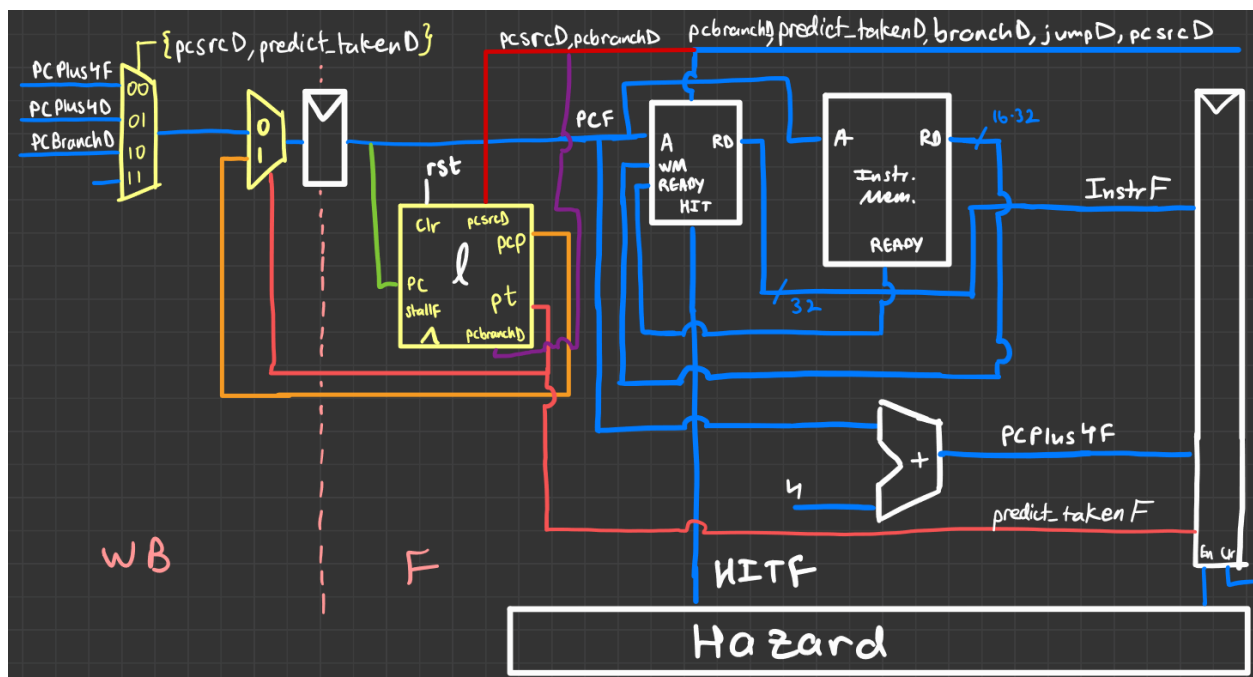 {pcsrcD, predict_takenD}
pcsrcD, pcbranchD
pcbranchD, predict_takenD, branchD, jumpD, pcsrcD
PCPlus4F
00
PCPlus4D
01
PCBranchD
10
11
0
1
PCF
A
RD
WM
READY
HIT
A
RD
Instr.
Mem.
READY
16·32
InstrF
rst
Clr
pcsrcD
pcp
l
PC
pt
stallF
pcbranchD
32
+
4
PCPlus4F
predict_takenF
En
Clr
WB
F
HITF
Hazard